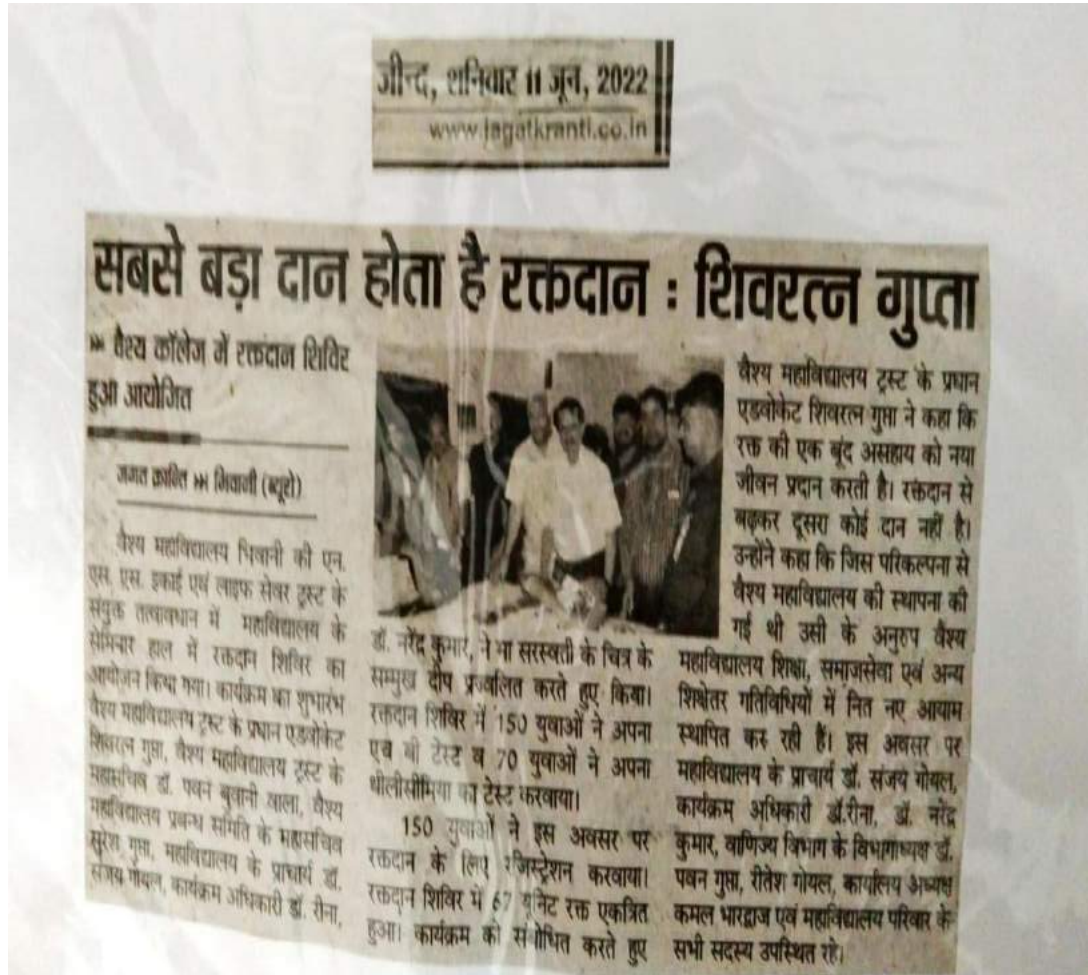 जीन्द, शनिवार 11 जून, 2022
www.jagatkranti.co.in
सबसे बड़ा दान होता है रक्तदान : शिवरत्न गुप्ता
वैश्य कॉलेज में रक्तदान शिविर
हुआ आयोजित
जगत क्रान्ति भिवानी (ब्यूरो)
वैश्य महाविद्यालय भिवानी की एन.
एस. एस. इकाई एवं लाइफ सेवर ट्रस्ट के
संयुक्त तत्वावधान में महाविद्यालय के
सेमिनार हाल में रक्तदान शिविर का
आयोजन किया गया। कार्यक्रम का शुभारंभ
वैश्य महाविद्यालय ट्रस्ट के प्रधान एडवोकेट
शिवरत्न गुप्ता, वैश्य महाविद्यालय ट्रस्ट के
महासचिव डॉ. पवन बुवानी वाला, वैश्य
महाविद्यालय प्रबन्ध समिति के महासचिव
सुरेश गुप्ता, महाविद्यालय के प्राचार्य डॉ.
संजय गोयल, कार्यक्रम अधिकारी डॉ. रीना,
डॉ. नरेंद्र कुमार, ने मा सरस्वती के चित्र के
सम्मुख दीप प्रज्वलित करते हुए किया।
रक्तदान शिविर में 150 युवाओं ने अपना
एच बी टेस्ट व 70 युवाओं ने अपना
थीलीसीमिया का टेस्ट करवाया।
150 युवाओं ने इस अवसर पर
रक्तदान के लिए रजिस्ट्रेशन करवाया।
रक्तदान शिविर में 67 यूनिट रक्त एकत्रित
हुआ। कार्यक्रम को संबोधित करते हुए
वैश्य महाविद्यालय ट्रस्ट के प्रधान
एडवोकेट शिवरत्न गुप्ता ने कहा कि
रक्त की एक बूंद असहाय को नया
जीवन प्रदान करती है। रक्तदान से
बढ़कर दूसरा कोई दान नहीं है।
उन्होंने कहा कि जिस परिकल्पना से
वैश्य महाविद्यालय की स्थापना की
गई थी उसी के अनुरुप वैश्य
महाविद्यालय शिक्षा, समाजसेवा एवं अन्य
शिक्षेतर गतिविधियों में नित नए आयाम
स्थापित कर रही हैं। इस अवसर पर
महाविद्यालय के प्राचार्य डॉ. संजय गोयल,
कार्यक्रम अधिकारी डॉ.रीना, डॉ. नरेंद्र
कुमार, वाणिज्य विभाग के विभागाध्यक्ष डॉ.
पवन गुप्ता, रीतेश गोयल, कार्यालय अध्यक्ष
कमल भारद्वाज एवं महाविद्यालय परिवार के
सभी सदस्य उपस्थित रहे।